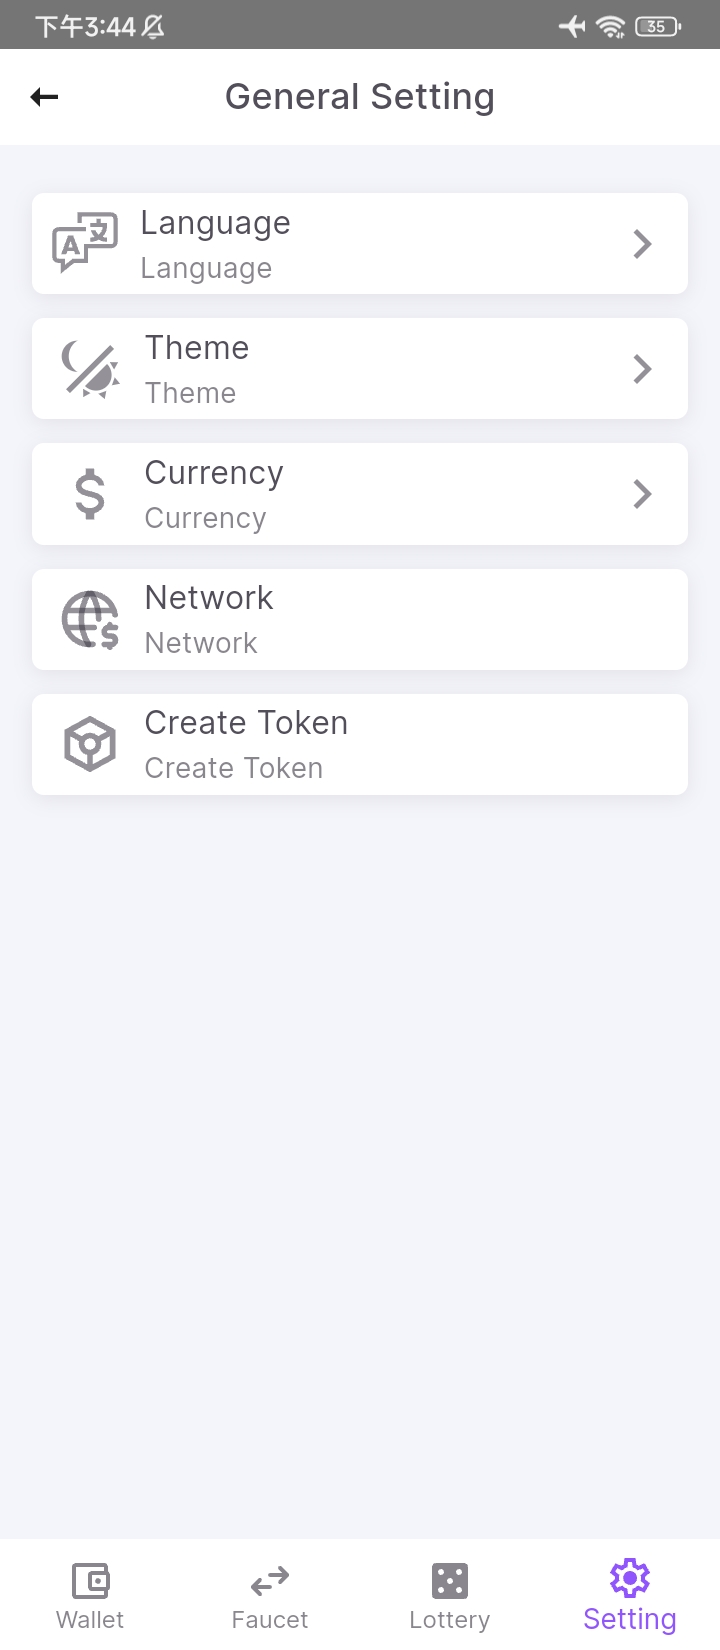 下午3:44
35
General Setting
Language
Language
Theme
Theme
Currency
Currency
Network
Network
Create Token
Create Token
Wallet
Faucet
Lottery
Setting